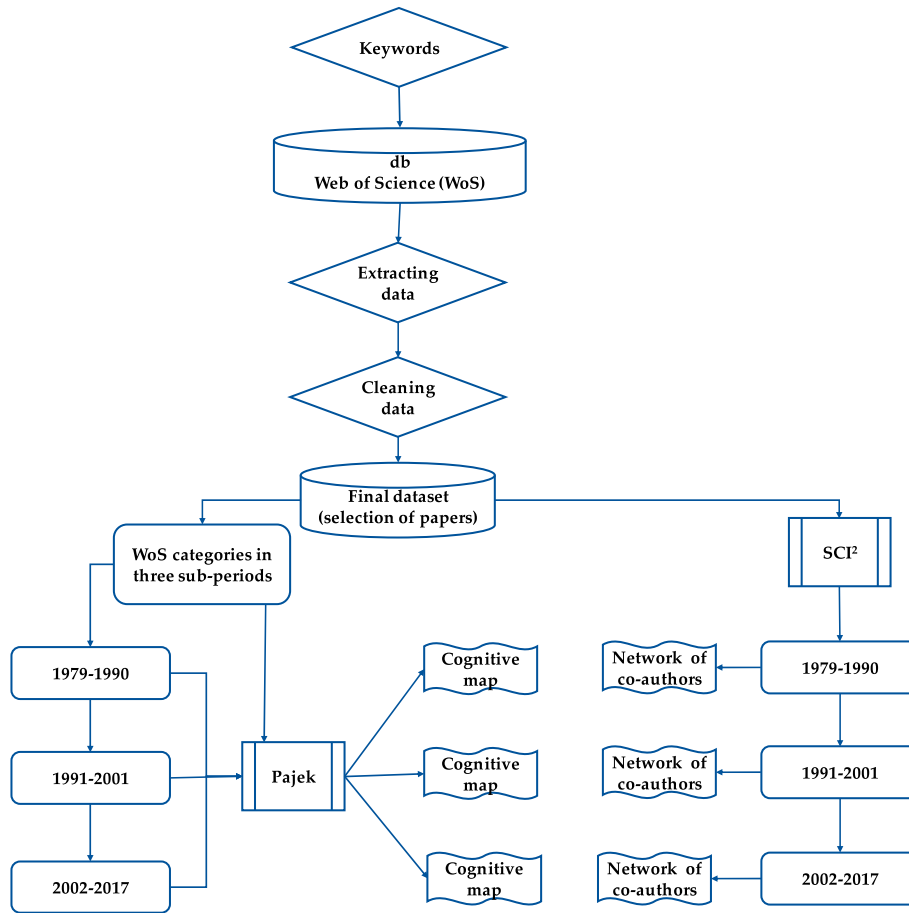 Keywords
db
Web of Science (WoS)
Extracting
data
Cleaning
data
Final dataset
(selection of papers)
WoS categories in
three sub-periods
SCI²
1979-1990
Cognitive
map
Network of
co-authors
1979-1990
1991-2001
Pajek
Cognitive
map
Network of
co-authors
1991-2001
2002-2017
Cognitive
map
Network of
co-authors
2002-2017